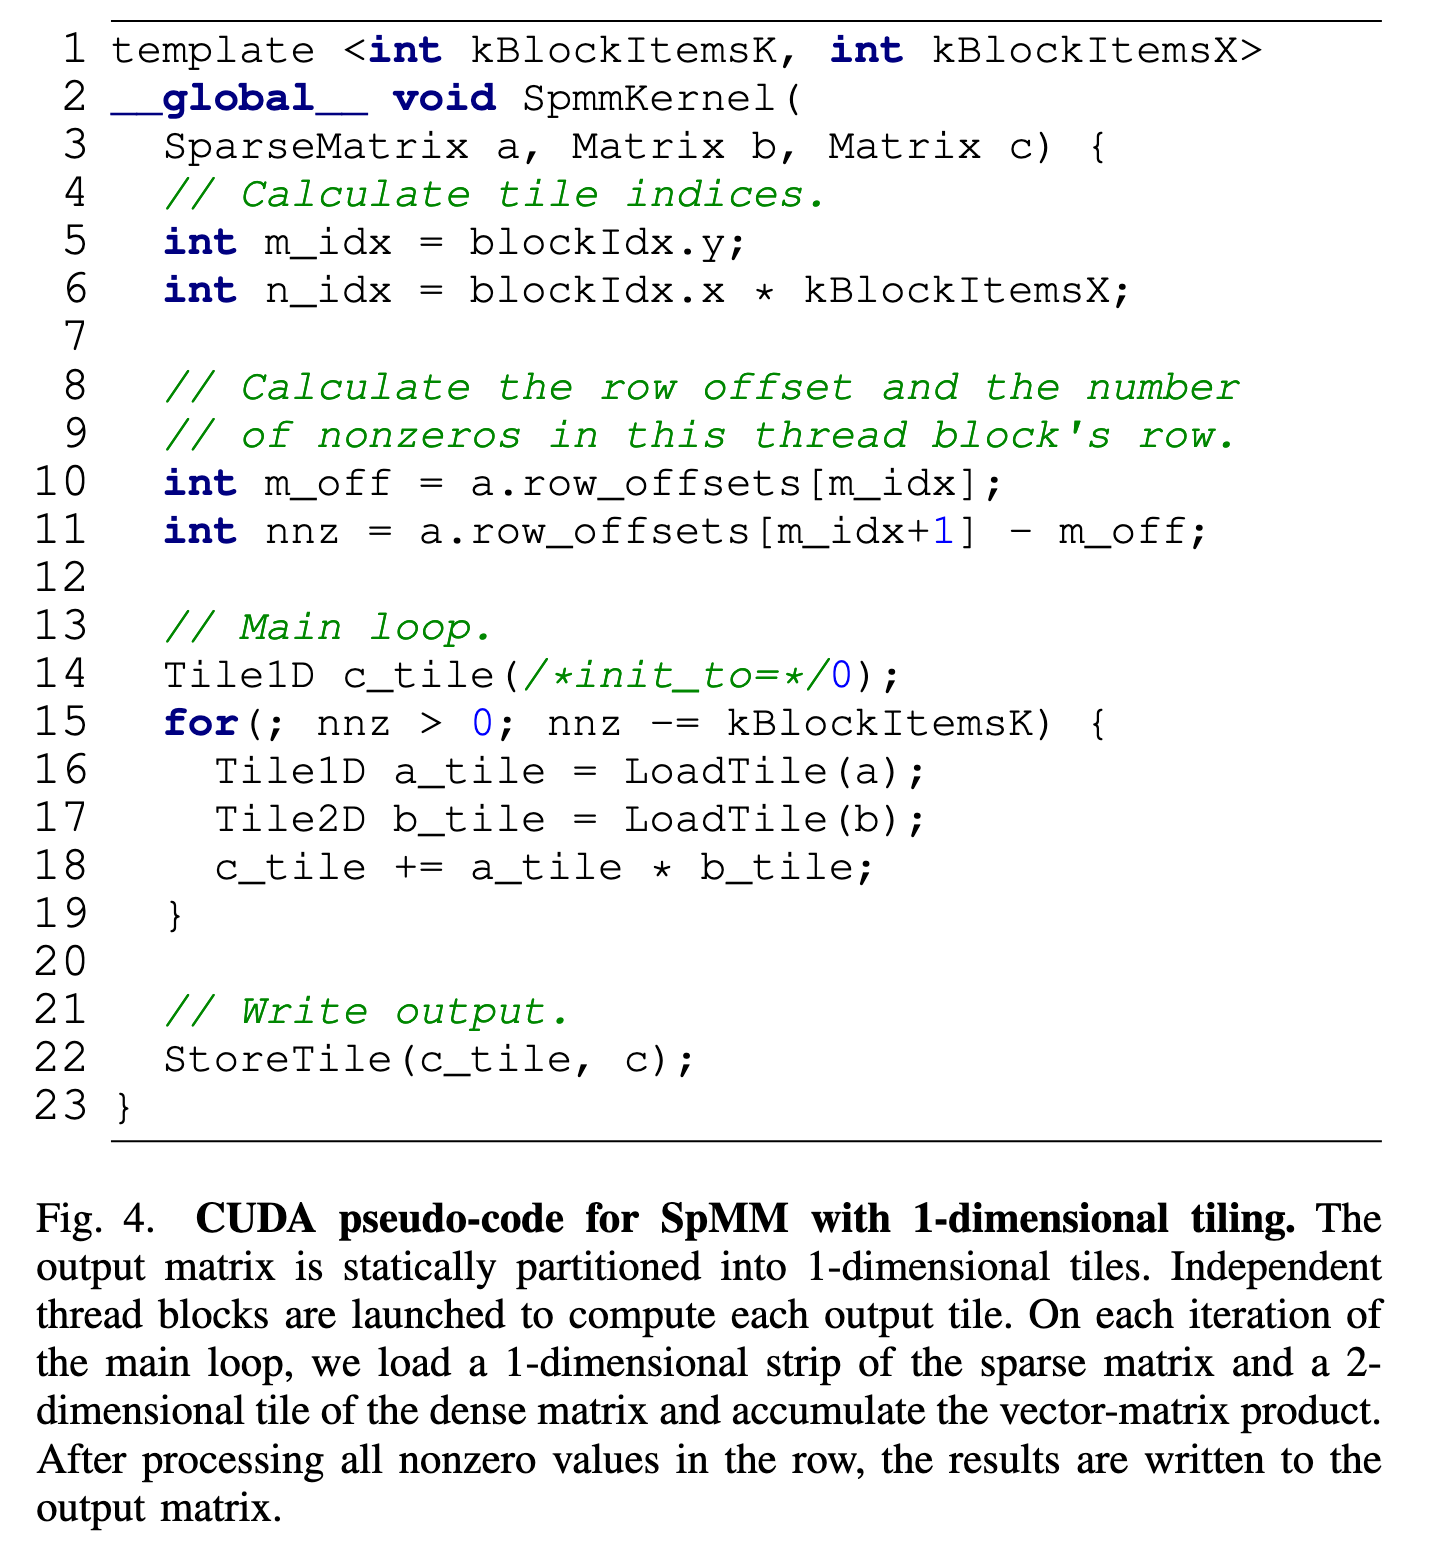 1 template <int kBlockItemsK, int kBlockItemsX>
2 __global__ void SpmmKernel(
3   SparseMatrix a, Matrix b, Matrix c) {
4   // Calculate tile indices.
5   int m_idx = blockIdx.y;
6   int n_idx = blockIdx.x * kBlockItemsX;
7
8   // Calculate the row offset and the number
9   // of nonzeros in this thread block's row.
10   int m_off = a.row_offsets[m_idx];
11   int nnz = a.row_offsets[m_idx+1] - m_off;
12
13   // Main loop.
14   Tile1D c_tile(/*init_to=*/0);
15   for(; nnz > 0; nnz -= kBlockItemsK) {
16     Tile1D a_tile = LoadTile(a);
17     Tile2D b_tile = LoadTile(b);
18     c_tile += a_tile * b_tile;
19   }
20
21   // Write output.
22   StoreTile(c_tile, c);
23 }
Fig. 4. CUDA pseudo-code for SpMM with 1-dimensional tiling. The
output matrix is statically partitioned into 1-dimensional tiles. Independent
thread blocks are launched to compute each output tile. On each iteration of
the main loop, we load a 1-dimensional strip of the sparse matrix and a 2-
dimensional tile of the dense matrix and accumulate the vector-matrix product.
After processing all nonzero values in the row, the results are written to the
output matrix.